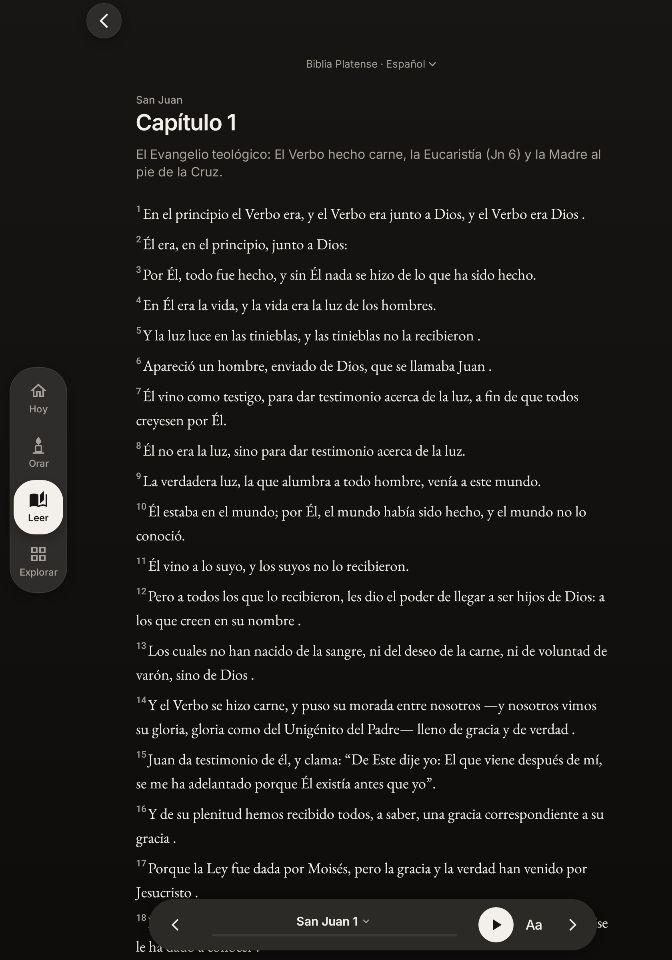 Biblia Platense · Español
San Juan
Capítulo 1
El Evangelio teológico: El Verbo hecho carne, la Eucaristía (Jn 6) y la Madre al
pie de la Cruz.
1 En el principio el Verbo era, y el Verbo era junto a Dios, y el Verbo era Dios .
2 Él era, en el principio, junto a Dios:
3 Por Él, todo fue hecho, y sin Él nada se hizo de lo que ha sido hecho.
4 En Él era la vida, y la vida era la luz de los hombres.
5 Y la luz luce en las tinieblas, y las tinieblas no la recibieron .
6 Apareció un hombre, enviado de Dios, que se llamaba Juan .
7 Él vino como testigo, para dar testimonio acerca de la luz, a fin de que todos
creyesen por Él.
8 Él no era la luz, sino para dar testimonio acerca de la luz.
9 La verdadera luz, la que alumbra a todo hombre, venía a este mundo.
10 Él estaba en el mundo; por Él, el mundo había sido hecho, y el mundo no lo
conoció.
11 Él vino a lo suyo, y los suyos no lo recibieron.
12 Pero a todos los que lo recibieron, les dio el poder de llegar a ser hijos de Dios: a
los que creen en su nombre .
13 Los cuales no han nacido de la sangre, ni del deseo de la carne, ni de voluntad de
varón, sino de Dios .
14 Y el Verbo se hizo carne, y puso su morada entre nosotros —y nosotros vimos
su gloria, gloria como del Unigénito del Padre— lleno de gracia y de verdad .
15 Juan da testimonio de él, y clama: “De Este dije yo: El que viene después de mí,
se me ha adelantado porque Él existía antes que yo”.
16 Y de su plenitud hemos recibido todos, a saber, una gracia correspondiente a su
gracia .
17 Porque la Ley fue dada por Moisés, pero la gracia y la verdad han venido por
Jesucristo .
18 se
le ha dado a conocer .
Hoy
Orar
Leer
Explorar
San Juan 1
Aa